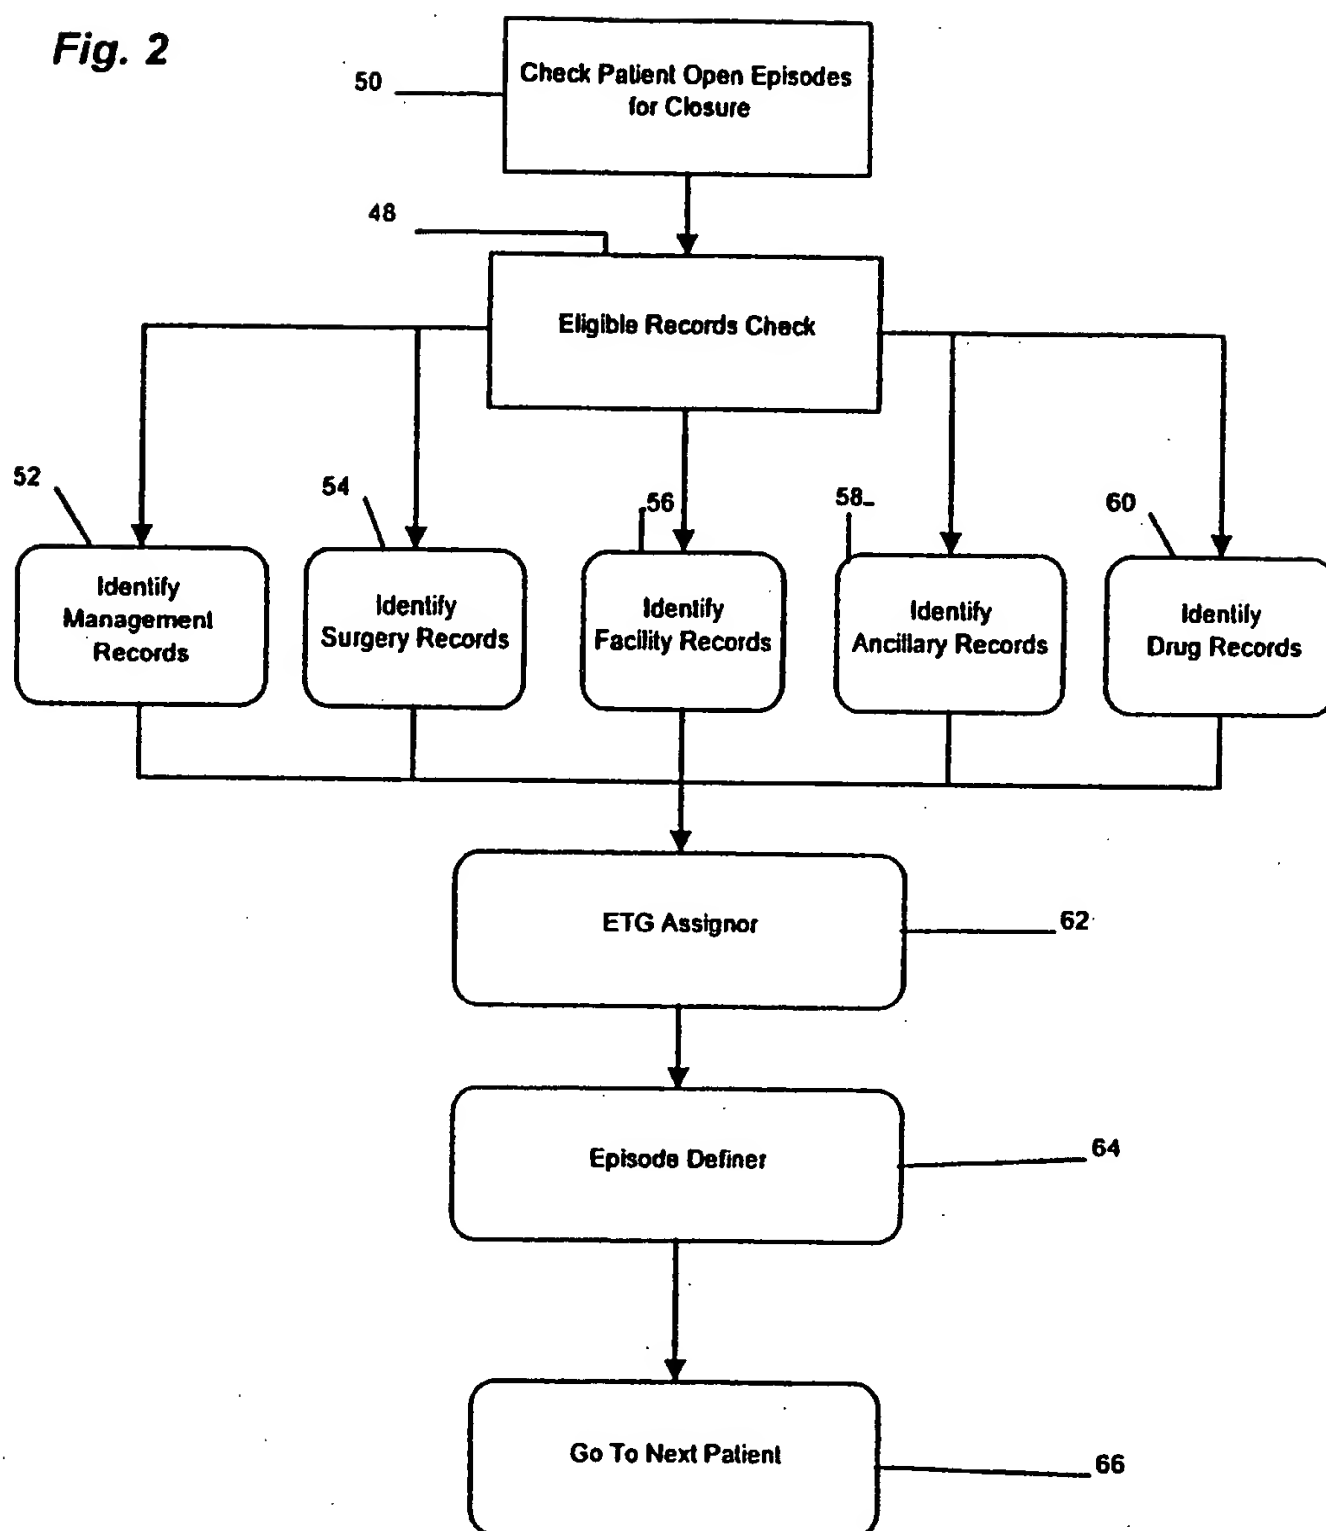 Fig. 2
50
Check Patient Open Episodes
for Closure
48
Eligible Records Check
52
54
56
58
60
Identify
Management
Records
Identify
Surgery Records
Identify
Facility Records
Identify
Ancillary Records
Identify
Drug Records
ETG Assignor
62
Episode Definer
64
Go To Next Patient
66